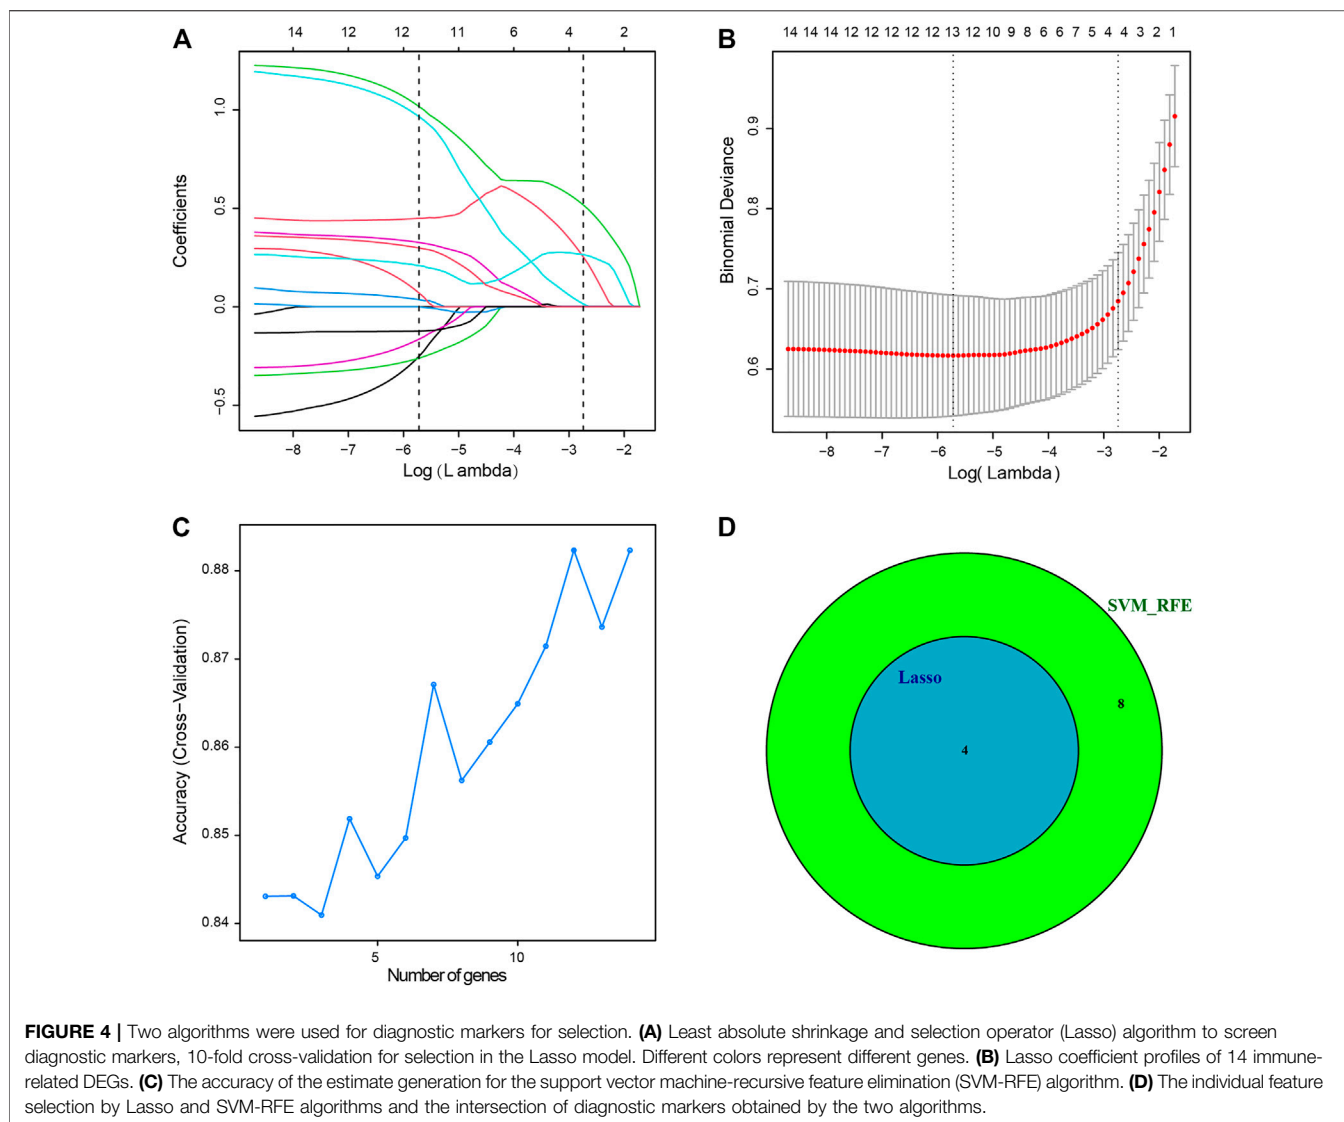 A
14 12 12 11 6 4 2
Coefficients
1.0
0.5
0.0
−0.5
−8 −7 −6 −5 −4 −3 −2
Log (L ambda)
B
14 14 14 12 12 12 12 12 12 13 12 10 9 8 6 6 7 5 4 4 3 2 1
Binomial Deviance
0.9
0.8
0.7
0.6
−8 −7 −6 −5 −4 −3 −2
Log( Lambda)
C
Accuracy (Cross−Validation)
0.88
0.87
0.86
0.85
0.84
5 10
Number of genes
D
SVM_RFE
Lasso
8
4
FIGURE 4 | Two algorithms were used for diagnostic markers for selection. (A) Least absolute shrinkage and selection operator (Lasso) algorithm to screen
diagnostic markers, 10-fold cross-validation for selection in the Lasso model. Different colors represent different genes. (B) Lasso coefficient profiles of 14 immune-
related DEGs. (C) The accuracy of the estimate generation for the support vector machine-recursive feature elimination (SVM-RFE) algorithm. (D) The individual feature
selection by Lasso and SVM-RFE algorithms and the intersection of diagnostic markers obtained by the two algorithms.